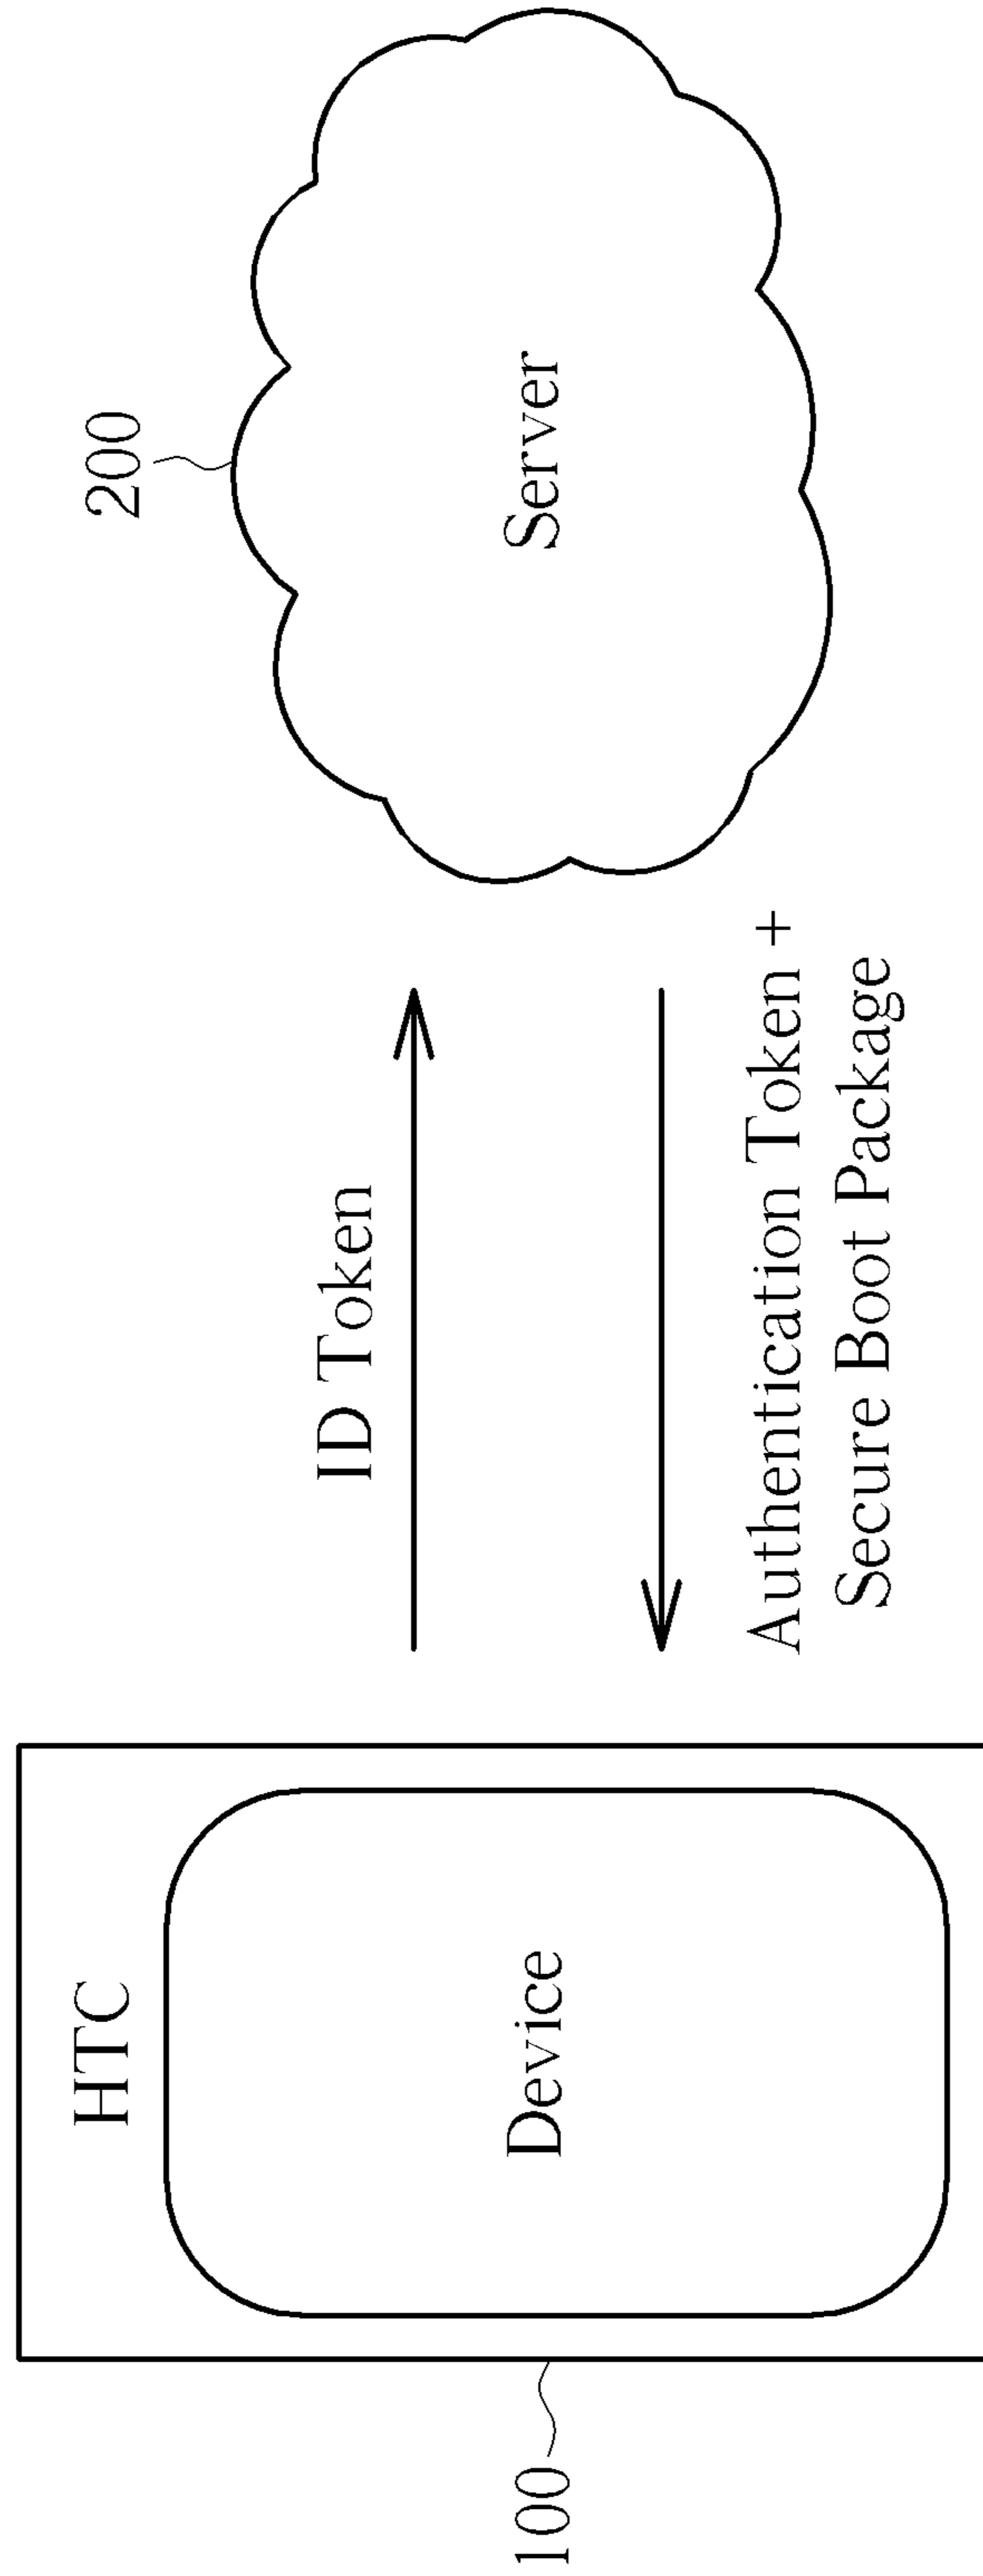 HTC
Device
100
ID Token
Authentication Token +
Secure Boot Package
200
Server